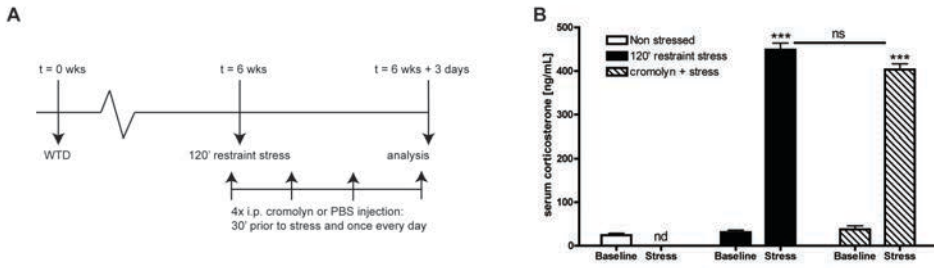 A
t = 0 wks
t = 6 wks
t = 6 wks + 3 days
WTD
120' restraint stress
analysis
4x i.p. cromolyn or PBS injection:
30' prior to stress and once every day
B
serum corticosterone [ng/mL]
500
400
300
200
100
0
Non stressed
120' restraint stress
cromolyn + stress
***
ns
***
nd
Baseline Stress Baseline Stress Baseline Stress